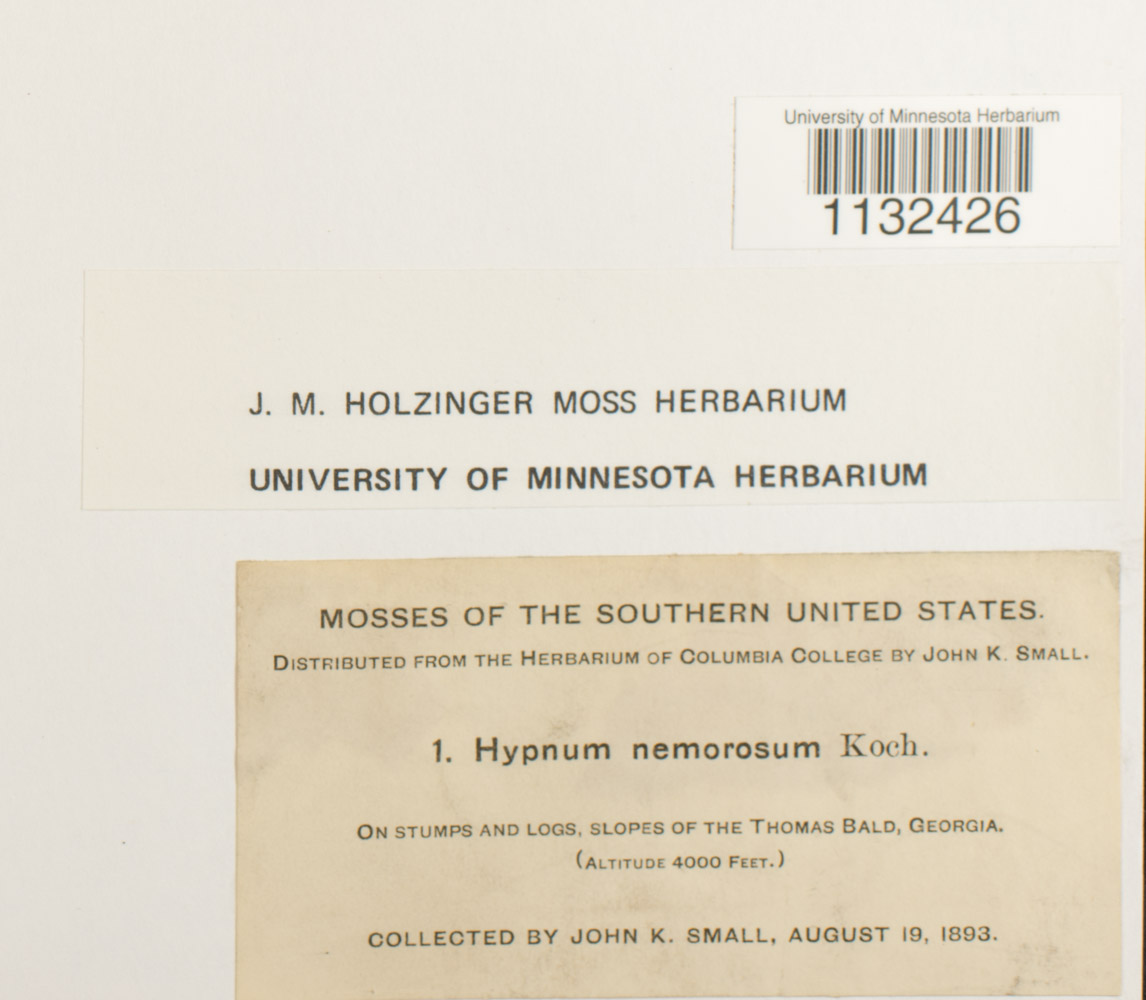 University of Minnesota Herbarium
1132426
J. M. HOLZINGER MOSS HERBARIUM
UNIVERSITY OF MINNESOTA HERBARIUM
MOSSES OF THE SOUTHERN UNITED STATES.
DISTRIBUTED FROM THE HERBARIUM OF COLUMBIA COLLEGE BY JOHN K. SMALL.
1. Hypnum nemorosum Koch.
ON STUMPS AND LOGS, SLOPES OF THE THOMAS BALD, GEORGIA.
(ALTITUDE 4000 FEET.)
COLLECTED BY JOHN K. SMALL, AUGUST 19, 1893.